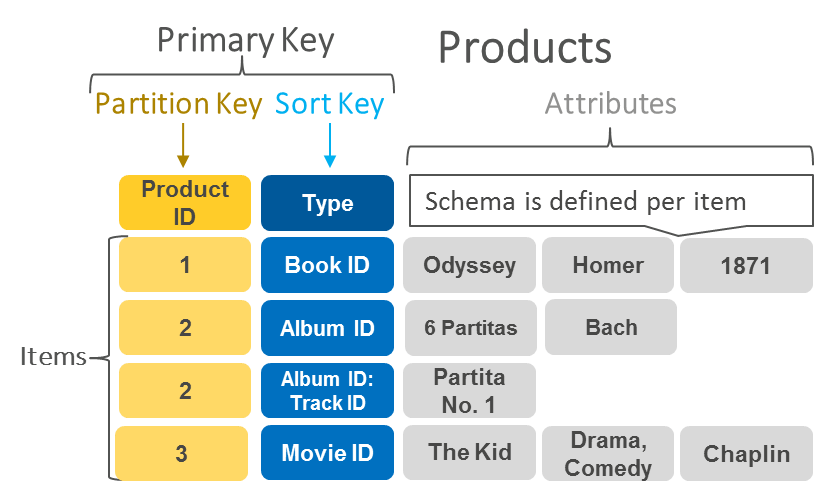 Primary Key
Products
Partition Key
Sort Key
Attributes
Product
ID
Type
Schema is defined per item
1
Book ID
Odyssey
Homer
1871
2
Album ID
6 Partitas
Bach
Items
2
Album ID:
Track ID
Partita
No. 1
3
Movie ID
The Kid
Drama,
Comedy
Chaplin